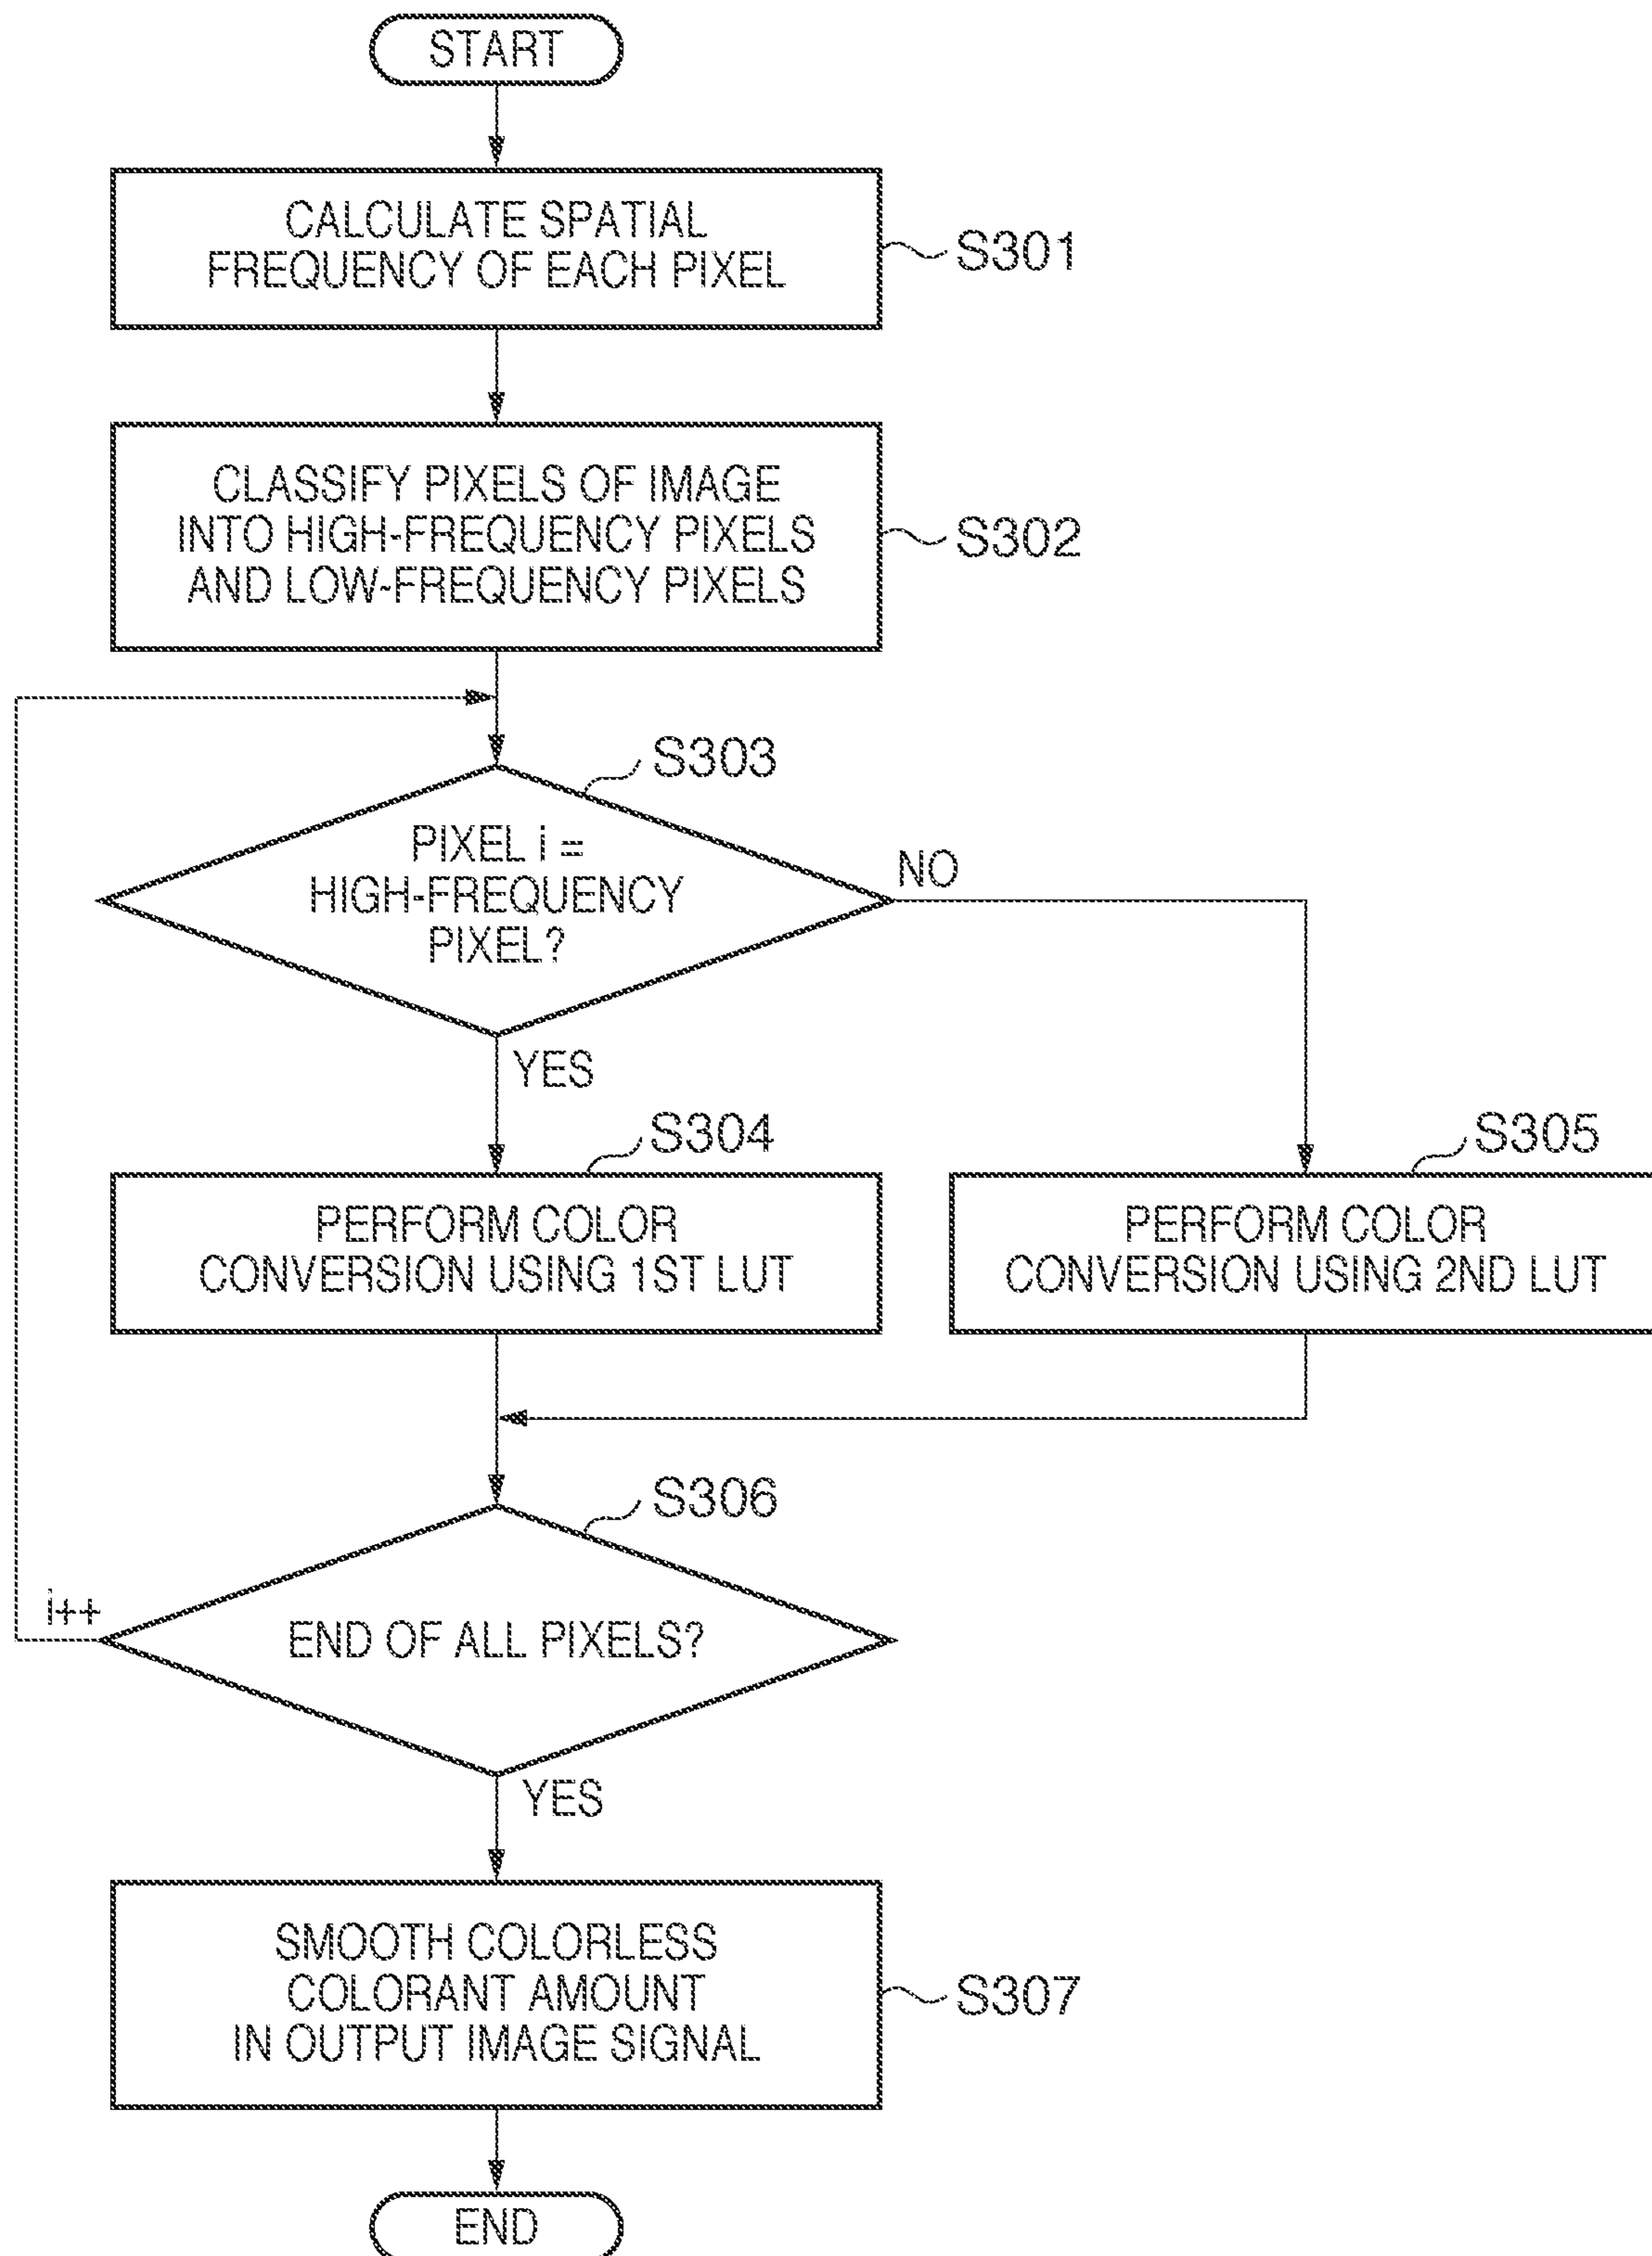 START
CALCULATE SPATIAL
FREQUENCY OF EACH PIXEL
S301
CLASSIFY PIXELS OF IMAGE
INTO HIGH-FREQUENCY PIXELS
AND LOW-FREQUENCY PIXELS
S302
S303
PIXEL i =
HIGH-FREQUENCY
PIXEL?
NO
YES
S304
PERFORM COLOR
CONVERSION USING 1ST LUT
S305
PERFORM COLOR
CONVERSION USING 2ND LUT
S306
i++
END OF ALL PIXELS?
YES
SMOOTH COLORLESS
COLORANT AMOUNT
IN OUTPUT IMAGE SIGNAL
S307
END